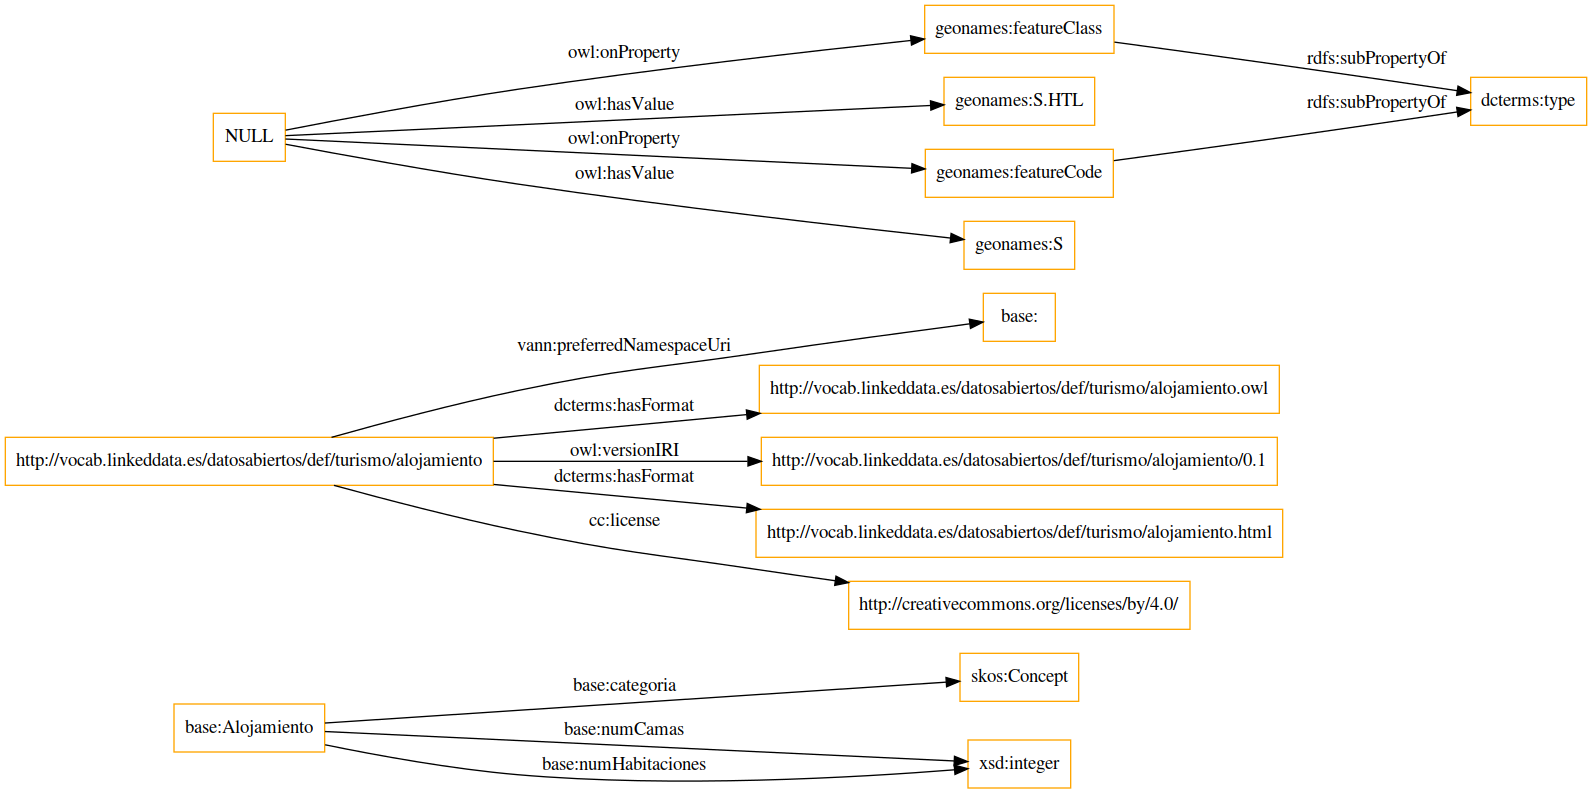 geonames:featureClass
owl:onProperty
rdfs:subPropertyOf
owl:hasValue
geonames:S.HTL
dcterms:type
rdfs:subPropertyOf
NULL
owl:onProperty
geonames:featureCode
owl:hasValue
geonames:S
base:
vann:preferredNamespaceUri
http://vocab.linkeddata.es/datosabiertos/def/turismo/alojamiento.owl
dcterms:hasFormat
owl:versionIRI
http://vocab.linkeddata.es/datosabiertos/def/turismo/alojamiento
http://vocab.linkeddata.es/datosabiertos/def/turismo/alojamiento/0.1
dcterms:hasFormat
cc:license
http://vocab.linkeddata.es/datosabiertos/def/turismo/alojamiento.html
http://creativecommons.org/licenses/by/4.0/
skos:Concept
base:categoria
base:Alojamiento
base:numCamas
base:numHabitaciones
xsd:integer